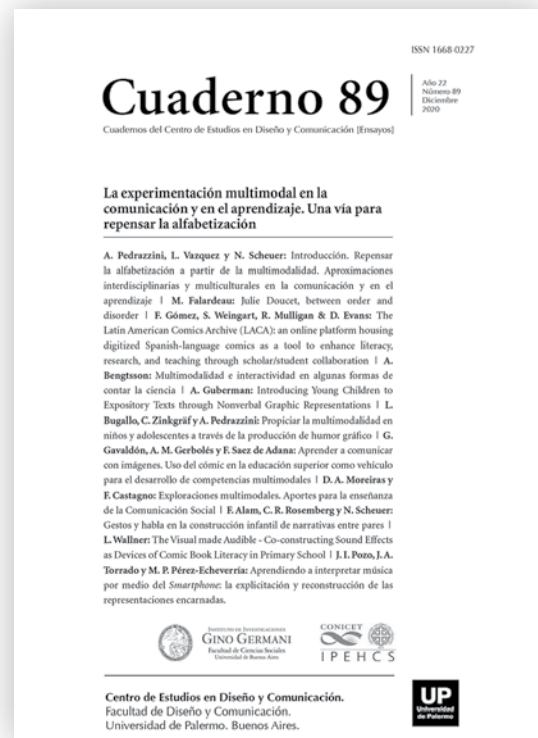 ISSN 1668-0227
Cuaderno 89
Año 22
Número 89
Diciembre
2020
Cuadernos del Centro de Estudios en Diseño y Comunicación [Ensayos]
La experimentación multimodal en la
comunicación y en el aprendizaje. Una vía para
repensar la alfabetización
A. Pedrazzini, L. Vazquez y N. Scheuer: Introducción. Repensar
la alfabetización a partir de la multimodalidad. Aproximaciones
interdisciplinarias y multiculturales en la comunicación y en el
aprendizaje | M. Falardeau: Julie Doucet, between order and
disorder | F. Gómez, S. Weingart, R. Mulligan & D. Evans: The
Latin American Comics Archive (LACA): an online platform housing
digitized Spanish-language comics as a tool to enhance literacy,
research, and teaching through scholar/student collaboration | A.
Bengtsson: Multimodalidad e interactividad en algunas formas de
contar la ciencia | A. Guberman: Introducing Young Children to
Expository Texts through Nonverbal Graphic Representations | L.
Bugallo, C. Zinkgräf y A. Pedrazzini: Propiciar la multimodalidad en
niños y adolescentes a través de la producción de humor gráfico | G.
Gavaldón, A. M. Gerbolés y F. Saez de Adana: Aprender a comunicar
con imágenes. Uso del cómic en la educación superior como vehículo
para el desarrollo de competencias multimodales | D. A. Moreiras y
F. Castagno: Exploraciones multimodales. Aportes para la enseñanza
de la Comunicación Social | F. Alam, C. R. Rosemberg y N. Scheuer:
Gestos y habla en la construcción infantil de narrativas entre pares |
L. Wallner: The Visual made Audible - Co-constructing Sound Effects
as Devices of Comic Book Literacy in Primary School | J. I. Pozo, J. A.
Torrado y M. P. Pérez-Echeverría: Aprendiendo a interpretar música
por medio del Smartphone: la explicitación y reconstrucción de las
representaciones encarnadas.
INSTITUTO DE INVESTIGACIONES
GINO GERMANI
Facultad de Ciencias Sociales
Universidad de Buenos Aires
CONICET
IPEHCS
Centro de Estudios en Diseño y Comunicación.
Facultad de Diseño y Comunicación.
Universidad de Palermo. Buenos Aires.
UP
Universidad
de Palermo